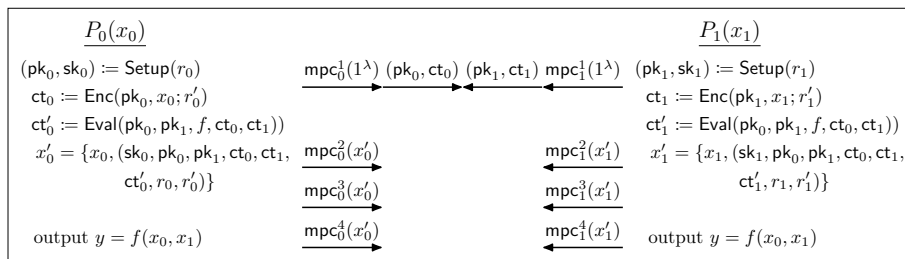 P_0(x_0) P_1(x_1)
(pk_0, sk_0) := Setup(r_0) mpc_0^1(1^λ) (pk_0, ct_0) (pk_1, ct_1) mpc_1^1(1^λ) (pk_1, sk_1) := Setup(r_1)
ct_0 := Enc(pk_0, x_0; r'_0) ct_1 := Enc(pk_1, x_1; r'_1)
ct'_0 := Eval(pk_0, pk_1, f, ct_0, ct_1)) ct'_1 := Eval(pk_0, pk_1, f, ct_0, ct_1))
x'_0 = {x_0, (sk_0, pk_0, pk_1, ct_0, ct_1, mpc_0^2(x'_0) mpc_1^2(x'_1) x'_1 = {x_1, (sk_1, pk_0, pk_1, ct_0, ct_1,
ct'_0, r_0, r'_0)} mpc_0^3(x'_0) mpc_1^3(x'_1) ct'_1, r_1, r'_1)}
output y = f(x_0, x_1) mpc_0^4(x'_0) mpc_1^4(x'_1) output y = f(x_0, x_1)